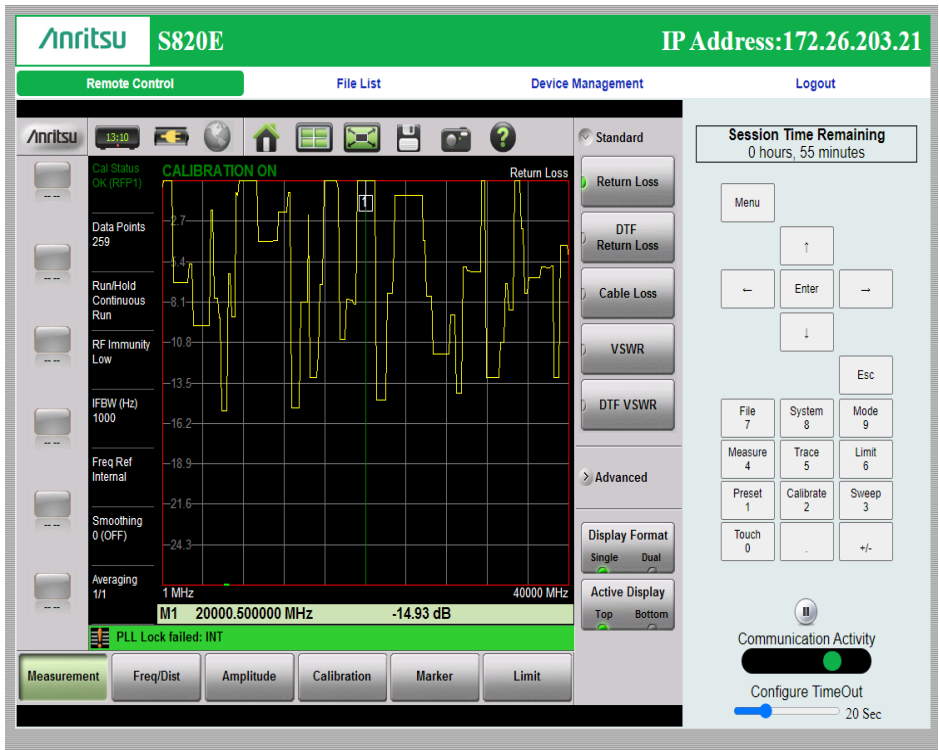 Anritsu
S820E
IP Address:172.26.203.21
Remote Control
File List
Device Management
Logout
Anritsu
13:10
?
Standard
-- --
-- --
-- --
-- --
-- --
-- --
Cal Status
OK (RFP1)
Data Points
259
Run/Hold
Continuous
Run
RF Immunity
Low
IFBW (Hz)
1000
Freq Ref
Internal
Smoothing
0 (OFF)
Averaging
1/1
CALIBRATION ON
Return Loss
1
-2.7
-5.4
-8.1
-10.8
-13.5
-16.2
-18.9
-21.6
-24.3
1 MHz
40000 MHz
M1 20000.500000 MHz -14.93 dB
PLL Lock failed: INT
Return Loss
DTF
Return Loss
Cable Loss
VSWR
DTF VSWR
Advanced
Display Format
Single Dual
Active Display
Top Bottom
Measurement
Freq/Dist
Amplitude
Calibration
Marker
Limit
Session Time Remaining
0 hours, 55 minutes
Menu
↑
←
Enter
→
↓
Esc
File
7
System
8
Mode
9
Measure
4
Trace
5
Limit
6
Preset
1
Calibrate
2
Sweep
3
Touch
0
.
+/-
Communication Activity
Configure TimeOut
20 Sec